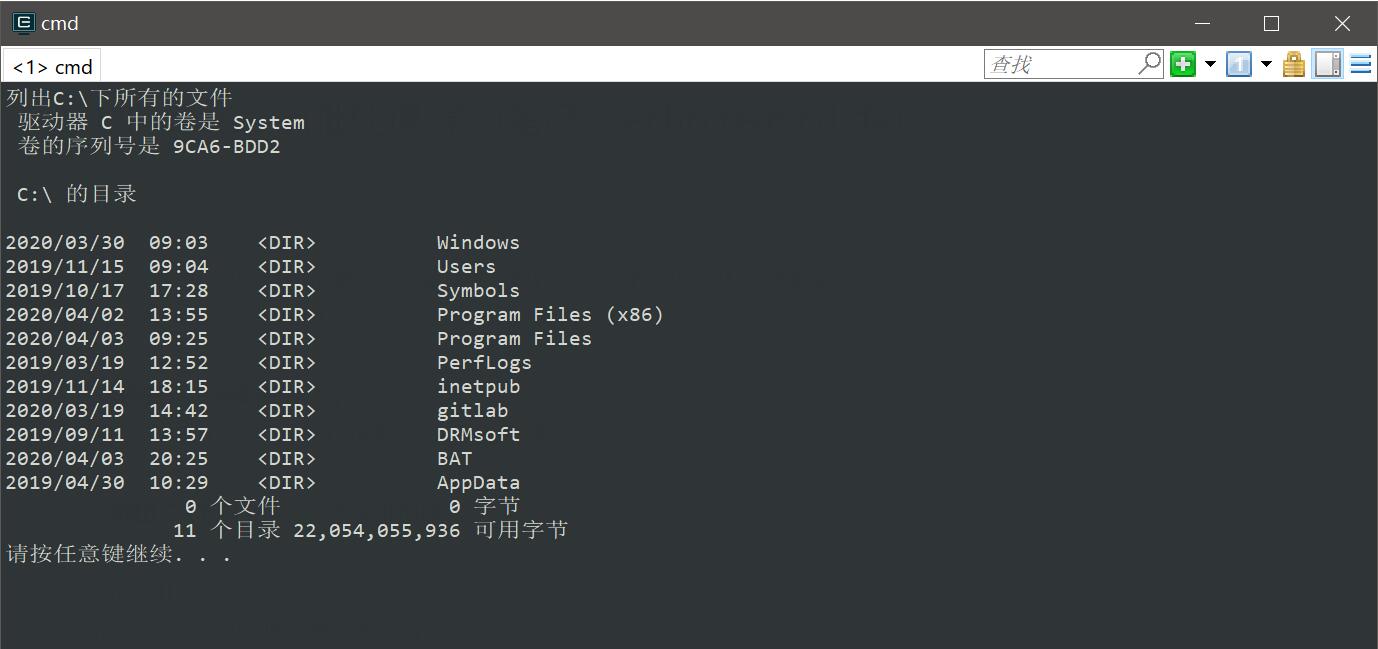 cmd
<1> cmd
查找
1
列出C:\下所有的文件
驱动器 C 中的卷是 System
卷的序列号是 9CA6-BDD2
C:\ 的目录
2020/03/30  09:03    <DIR>          Windows
2019/11/15  09:04    <DIR>          Users
2019/10/17  17:28    <DIR>          Symbols
2020/04/02  13:55    <DIR>          Program Files (x86)
2020/04/03  09:25    <DIR>          Program Files
2019/03/19  12:52    <DIR>          PerfLogs
2019/11/14  18:15    <DIR>          inetpub
2020/03/19  14:42    <DIR>          gitlab
2019/09/11  13:57    <DIR>          DRMsoft
2020/04/03  20:25    <DIR>          BAT
2019/04/30  10:29    <DIR>          AppData
0 个文件              0 字节
11 个目录 22,054,055,936 可用字节
请按任意键继续. . .